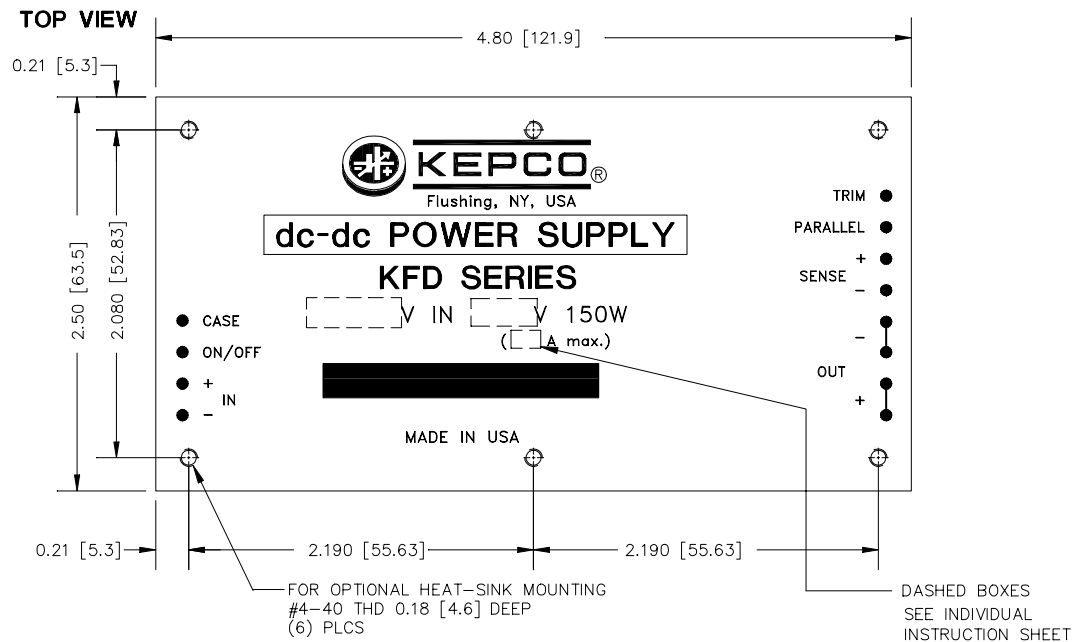 TOP VIEW
4.80 [121.9]
0.21 [5.3]
KEPCO®
Flushing, NY, USA
dc-dc POWER SUPPLY
KFD SERIES
V IN V 150W
( A max.)
MADE IN USA
2.50 [63.5]
2.080 [52.83]
CASE
ON/OFF
+
IN
−
TRIM
PARALLEL
+
SENSE
−
−
OUT
+
0.21 [5.3]
2.190 [55.63]
2.190 [55.63]
FOR OPTIONAL HEAT-SINK MOUNTING
#4-40 THD 0.18 [4.6] DEEP
(6) PLCS
DASHED BOXES
SEE INDIVIDUAL
INSTRUCTION SHEET